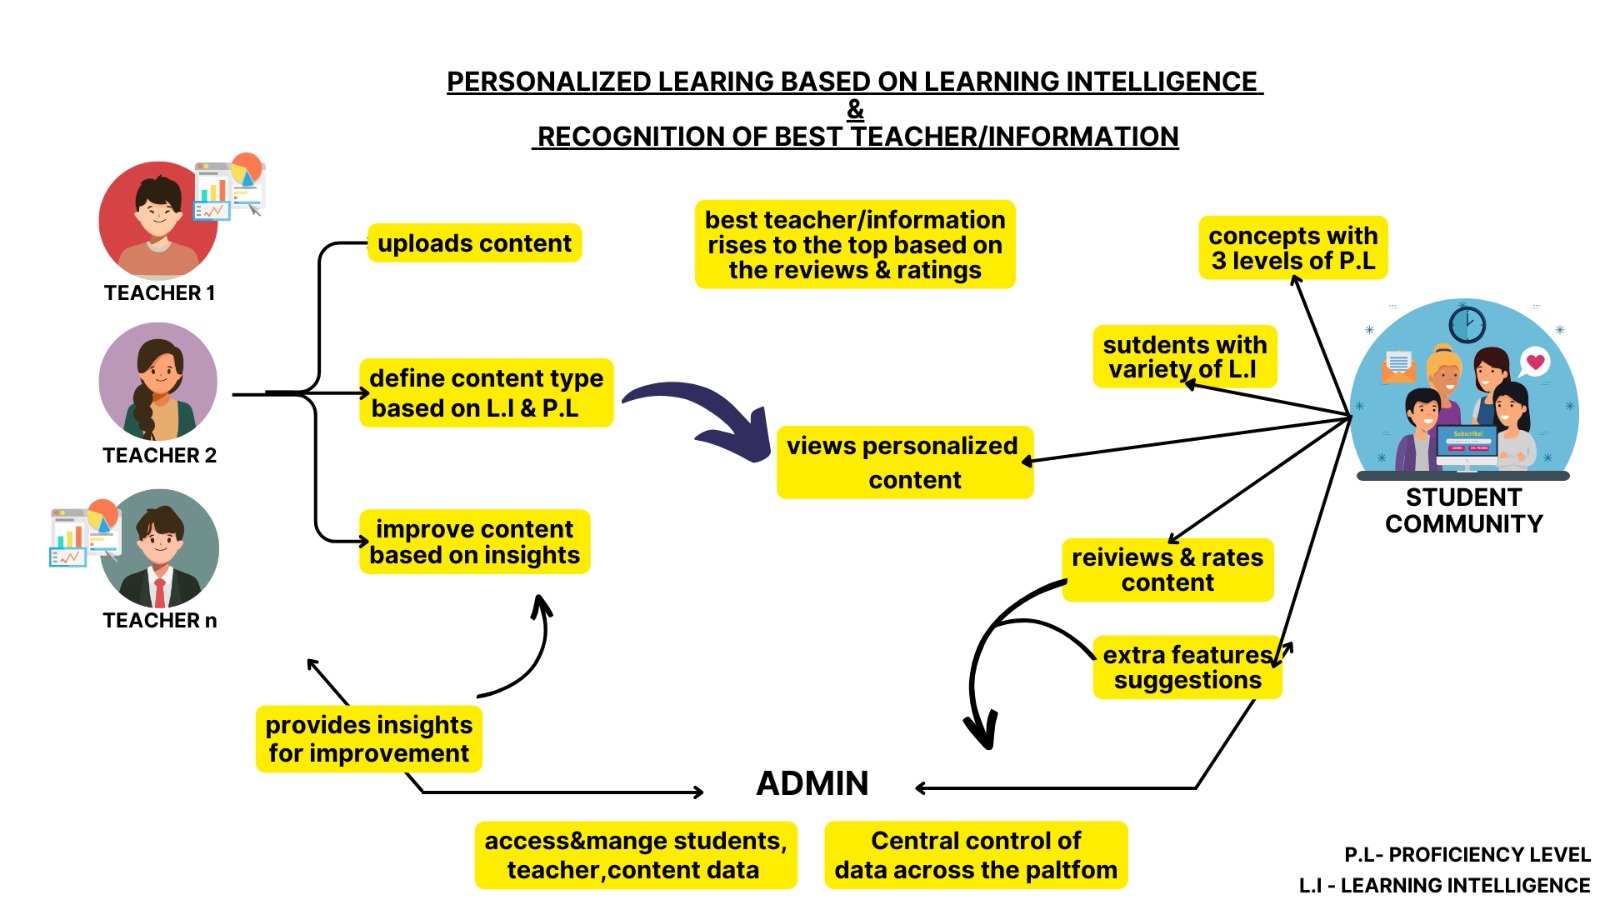 PERSONALIZED LEARING BASED ON LEARNING INTELLIGENCE
&
RECOGNITION OF BEST TEACHER/INFORMATION
TEACHER 1
uploads content
best teacher/information
rises to the top based on
the reviews & ratings
concepts with
3 levels of P.L
TEACHER 2
define content type
based on L.I & P.L
sutdents with
variety of L.I
views personalized
content
Subscribe!
STUDENT
COMMUNITY
TEACHER n
improve content
based on insights
reiviews & rates
content
extra features
suggestions
provides insights
for improvement
ADMIN
access&mange students,
teacher,content data
Central control of
data across the paltfom
P.L- PROFICIENCY LEVEL
L.I - LEARNING INTELLIGENCE